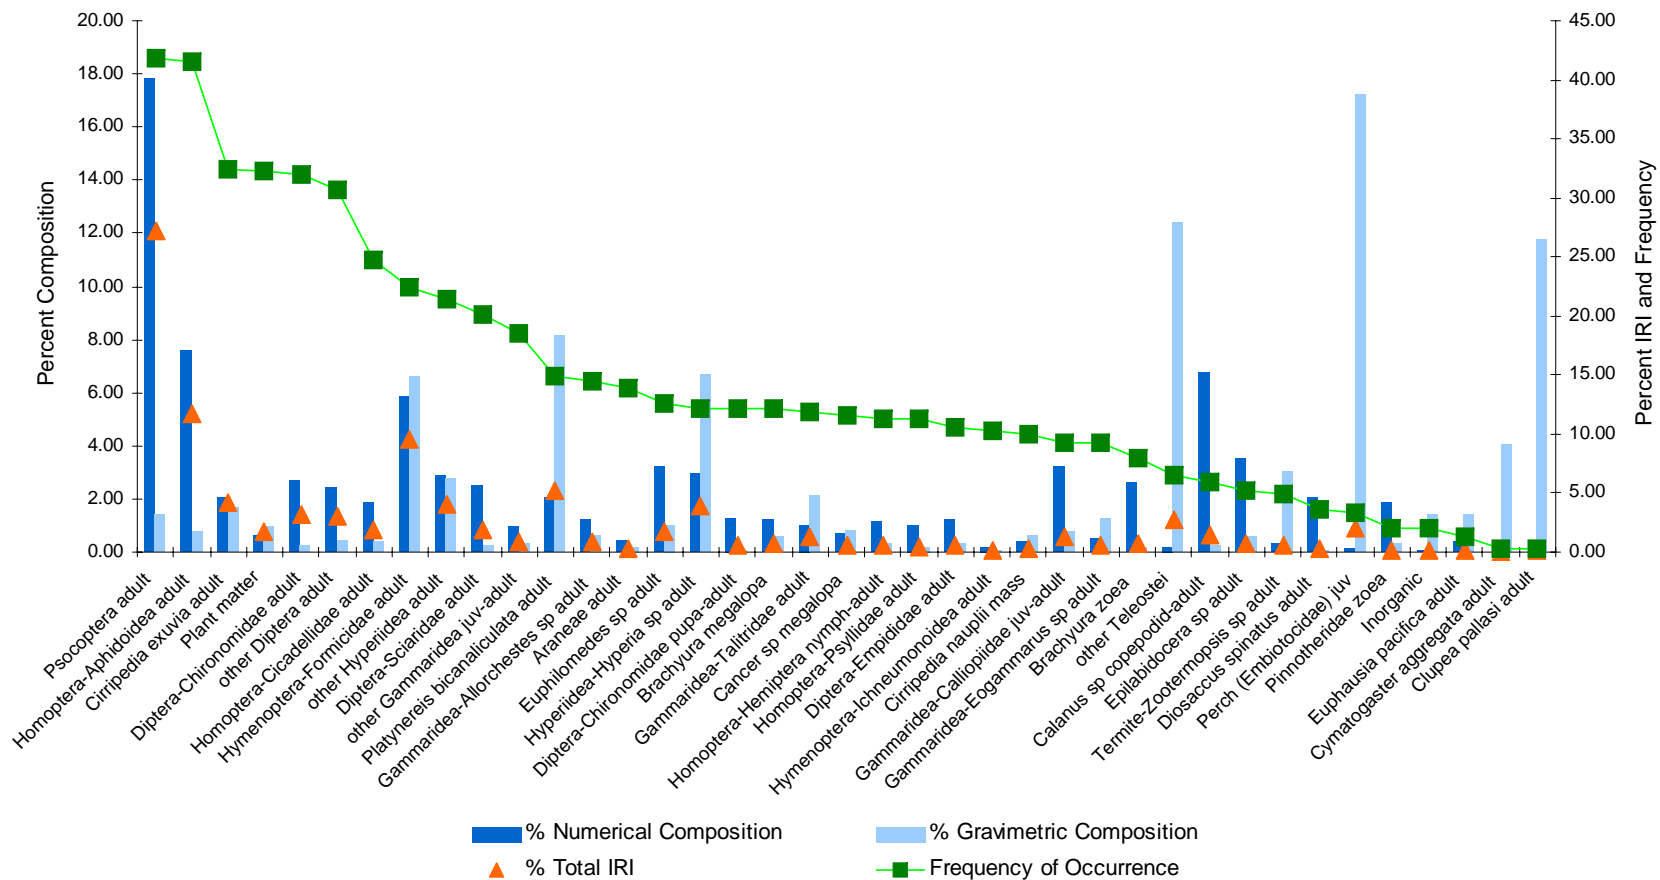 20.00
18.00
16.00
14.00
12.00
10.00
8.00
6.00
4.00
2.00
0.00
Percent Composition
45.00
40.00
35.00
30.00
25.00
20.00
15.00
10.00
5.00
0.00
Percent IRI and Frequency
Psocoptera adult
Homoptera-Aphidoidea adult
Cirripedia exuvia adult
Plant matter
Diptera-Chironomidae adult
other Diptera adult
Homoptera-Cicadellidae adult
Hymenoptera-Formicidae adult
other Hyperiidea adult
Diptera-Sciaridae adult
other Gammaridea juv-adult
Platynereis bicanaliculata adult
Gammaridea-Allorchestes sp adult
Araneae adult
Euphilomedes sp adult
Hyperiidea-Hyperia sp adult
Diptera-Chironomidae pupa-adult
Brachyura megalopa
Gammaridea-Talitridae adult
Cancer sp megalopa
Homoptera-Hemiptera nymph-adult
Homoptera-Psyllidae adult
Diptera-Empididae adult
Hymenoptera-Ichneumonoidea adult
Cirripedia nauplii mass
Gammaridea-Calliopiidae juv-adult
Gammaridea-Eogammarus sp adult
Brachyura zoea
other Teleostei
Calanus sp copepodid-adult
Epilabidocera sp adult
Termite-Zootermopsis sp adult
Diosaccus spinatus adult
Perch (Embiotocidae) juv
Pinnotheridae zoea
Inorganic
Euphausia pacifica adult
Cymatogaster aggregata adult
Clupea pallasi adult
% Numerical Composition
% Gravimetric Composition
% Total IRI
Frequency of Occurrence